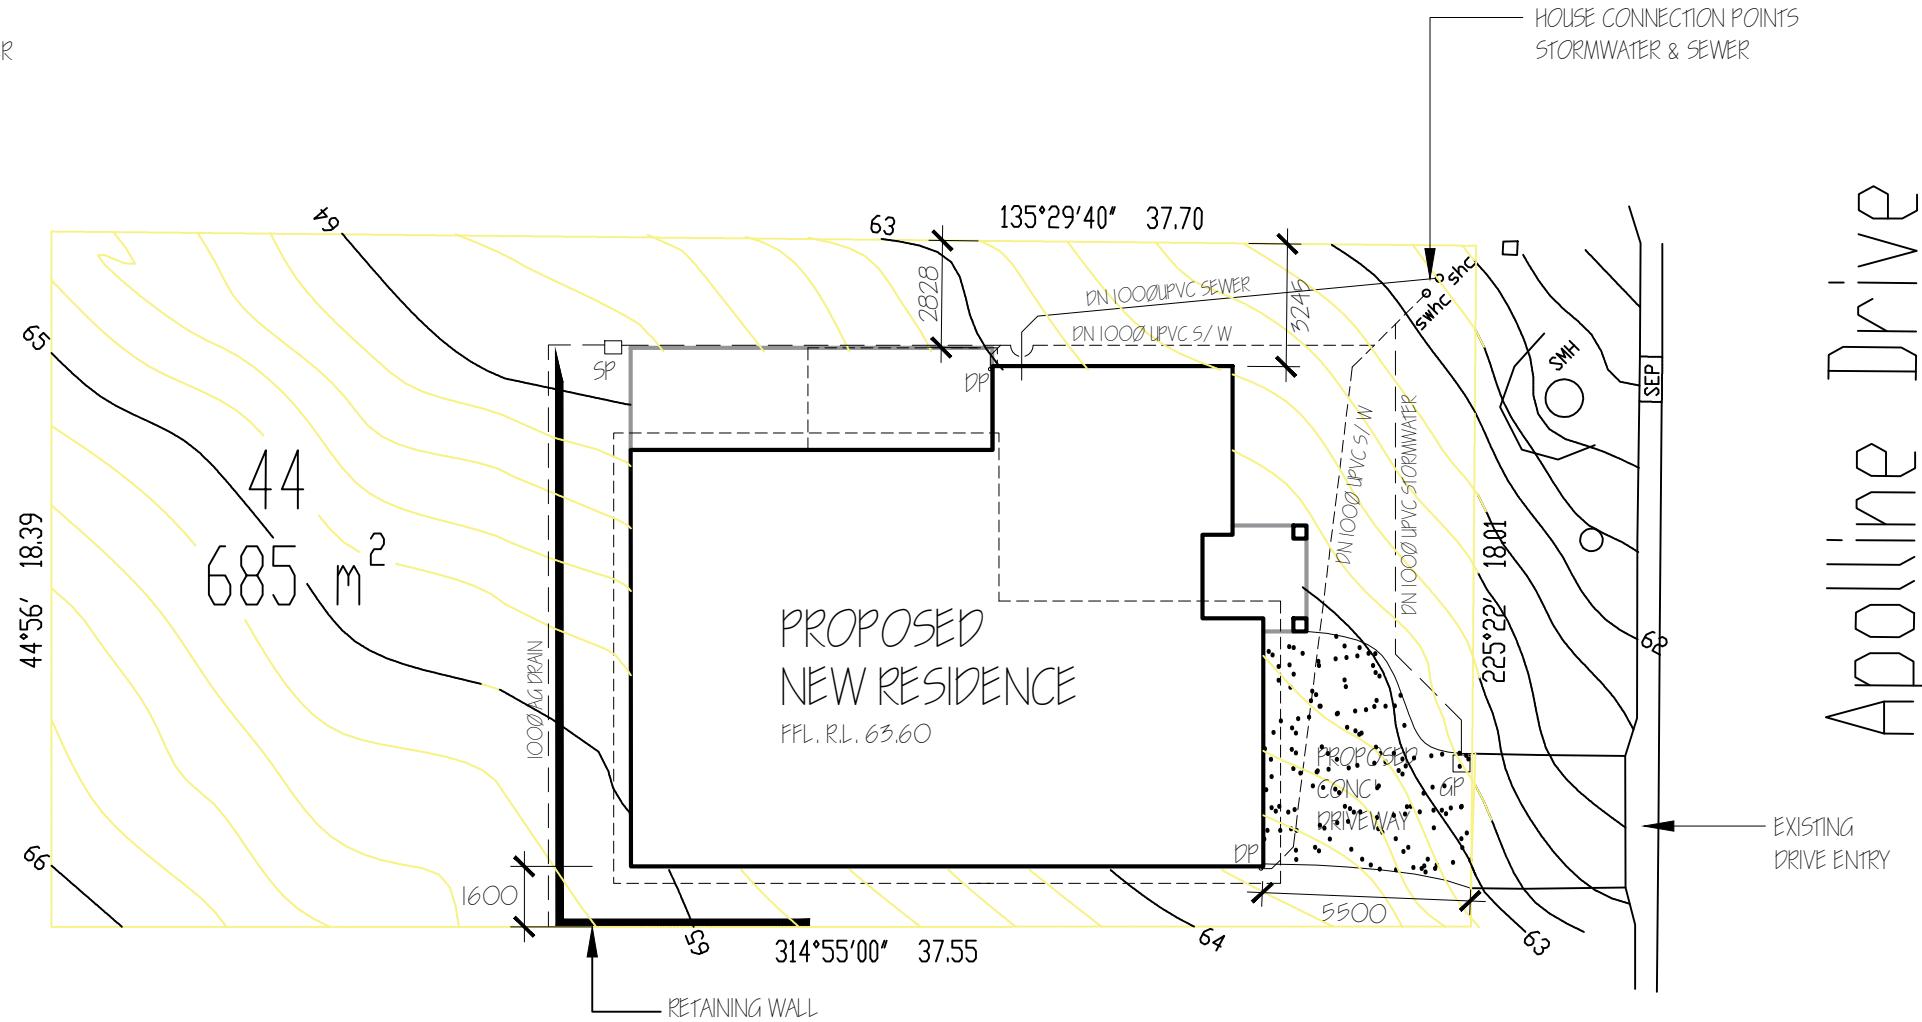 HOUSE CONNECTION POINTS
STORMWATER & SEWER
R
64
63
135°29'40" 37.70
2828
3245
DN 100Ø UPVC SEWER
DN 100Ø UPVC S/W
shc
swhc
SMH
SEP
Apolline Drive
65
SP
DP
44
685 m²
44°56' 18.39
100Ø AG DRAIN
PROPOSED
NEW RESIDENCE
FFL. R.L. 63.60
DN 100Ø UPVC S/W
DN 100Ø UPVC STORMWATER
225°22' 18.01
62
PROPOSED
CONC'
DRIVEWAY
GP
DP
EXISTING
DRIVE ENTRY
66
1600
5500
65
314°55'00" 37.55
64
63
RETAINING WALL